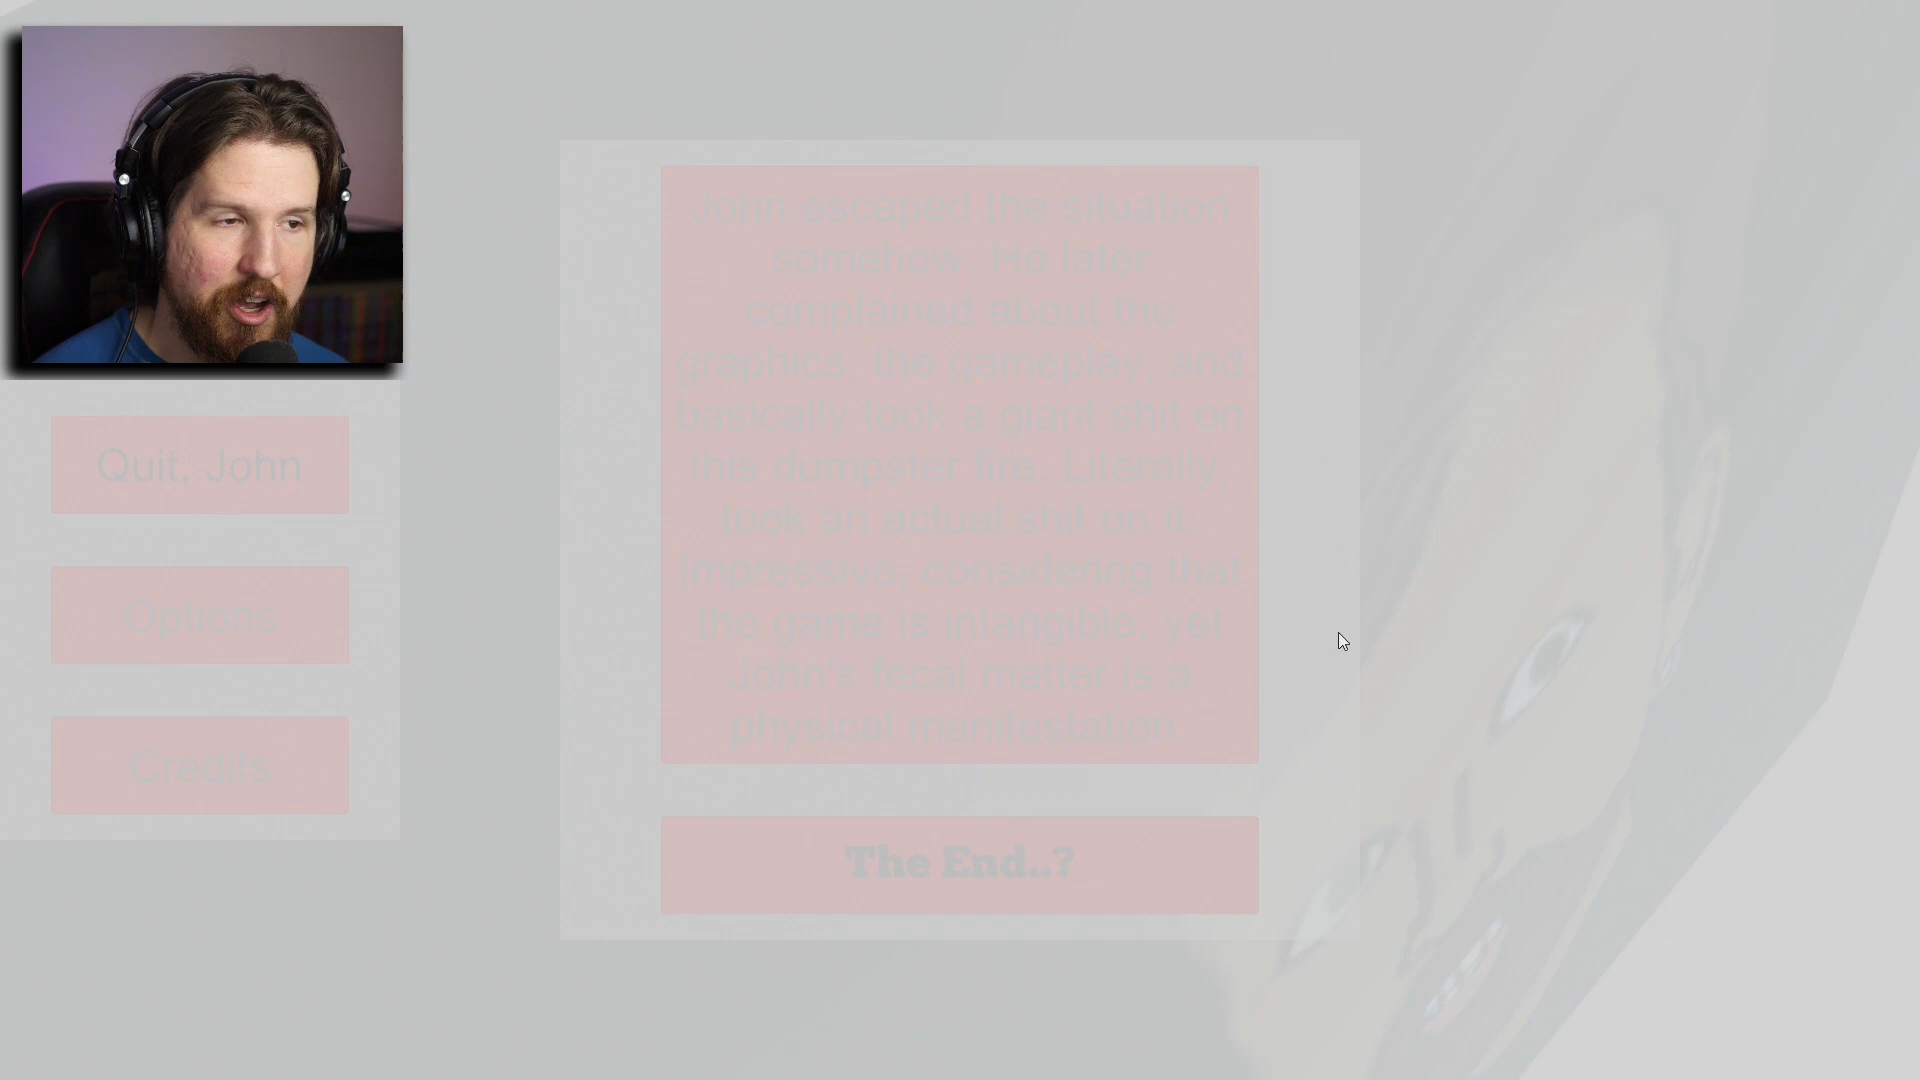 John escaped the situation
somehow. He later
complained about the
graphics, the gameplay, and
basically took a giant shit on
this dumpster fire. Literally,
took an actual shit on it.
Impressive, considering that
the game is intangible, yet
John's fecal matter is a
physical manifestation.
The End..?
Quit, John
Options
Credits